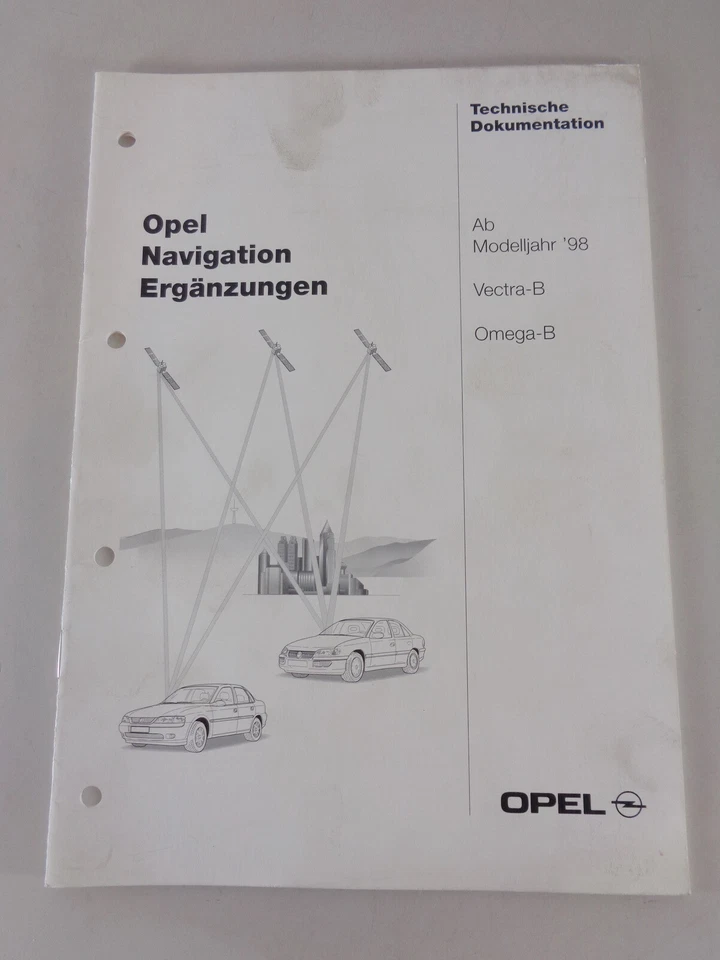 Technische
Dokumentation
Opel
Navigation
Ergänzungen
Ab
Modelljahr '98
Vectra-B
Omega-B
OPEL